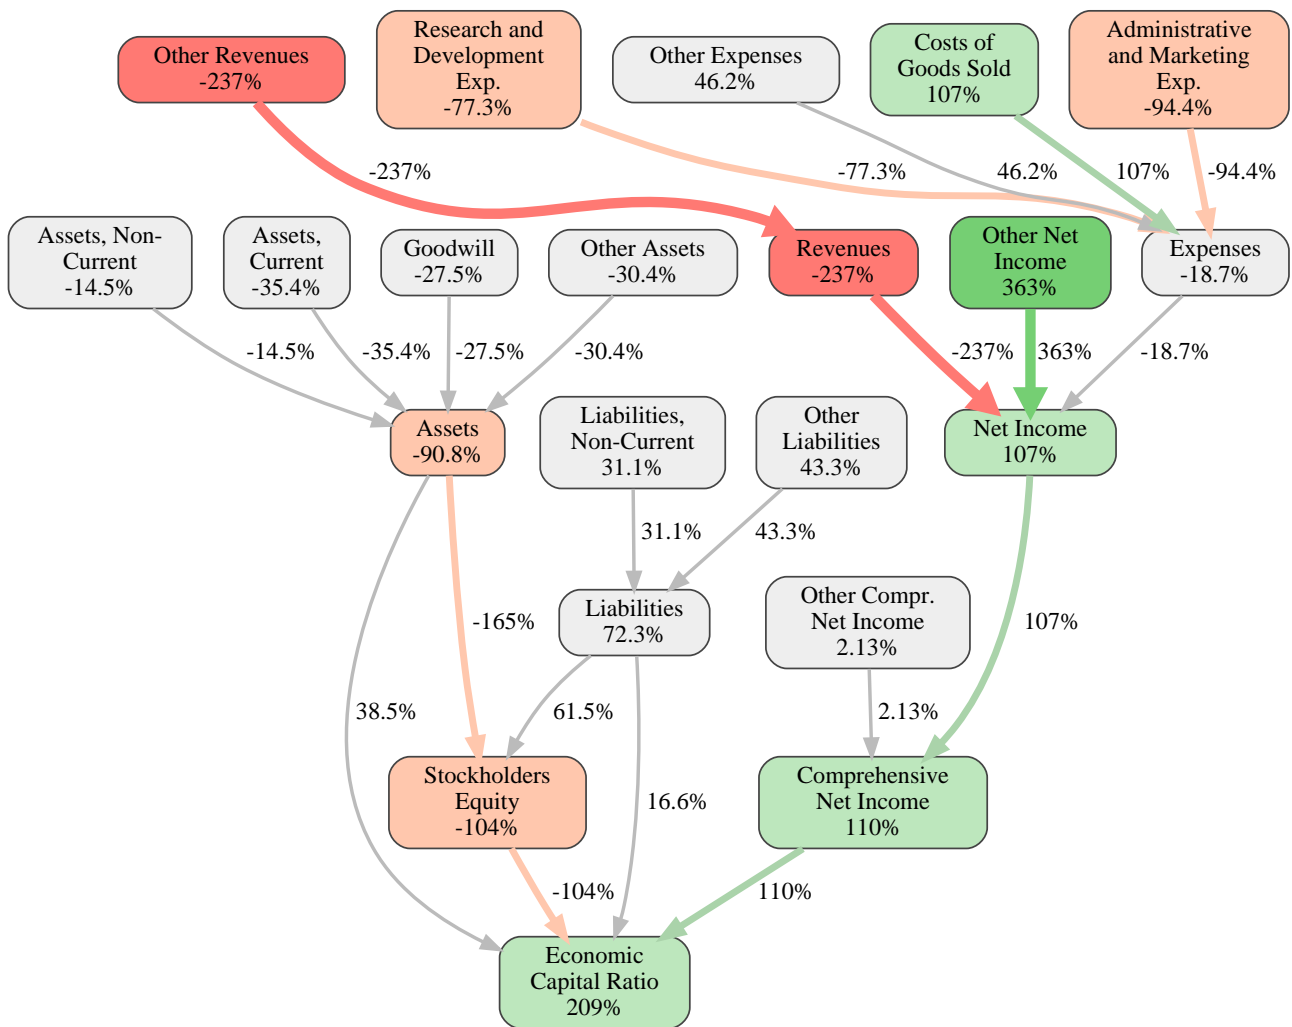 Other Revenues
-237%
Research and
Development
Exp.
-77.3%
Other Expenses
46.2%
Costs of
Goods Sold
107%
Administrative
and Marketing
Exp.
-94.4%
-237%
-77.3%
46.2%
107%
-94.4%
Assets, Non-
Current
-14.5%
Assets,
Current
-35.4%
Goodwill
-27.5%
Other Assets
-30.4%
Revenues
-237%
Other Net
Income
363%
Expenses
-18.7%
-14.5%
-35.4%
-27.5%
-30.4%
-237%
363%
-18.7%
Assets
-90.8%
Liabilities,
Non-Current
31.1%
Other
Liabilities
43.3%
Net Income
107%
31.1%
43.3%
-165%
Liabilities
72.3%
Other Compr.
Net Income
2.13%
107%
38.5%
61.5%
2.13%
Stockholders
Equity
-104%
16.6%
Comprehensive
Net Income
110%
-104%
110%
Economic
Capital Ratio
209%